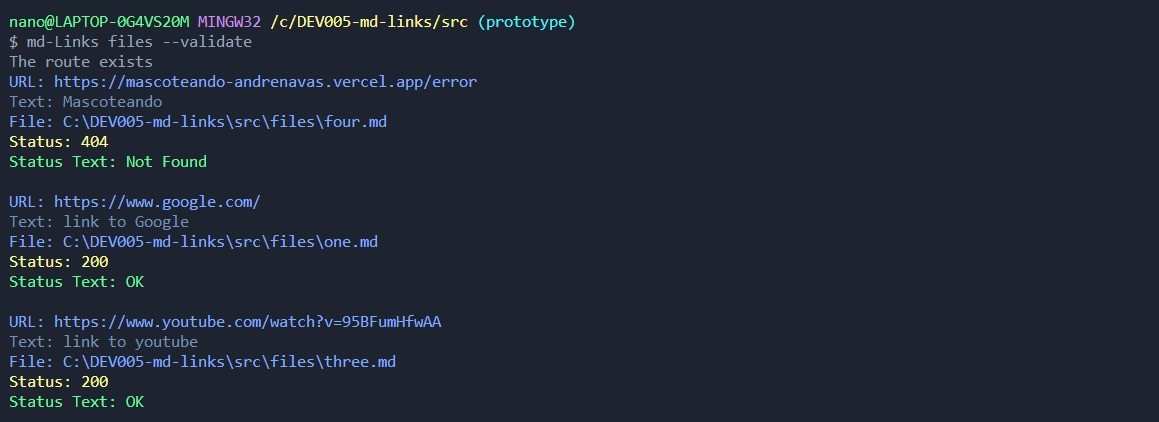 nano@LAPTOP-0G4VS20M MINGW32 /c/DEV005-md-links/src (prototype)
$ md-Links files --validate
The route exists
URL: https://mascoteando-andrenavas.vercel.app/error
Text: Mascoteando
File: C:\DEV005-md-links\src\files\four.md
Status: 404
Status Text: Not Found
URL: https://www.google.com/
Text: link to Google
File: C:\DEV005-md-links\src\files\one.md
Status: 200
Status Text: OK
URL: https://www.youtube.com/watch?v=95BFumHfwAA
Text: link to youtube
File: C:\DEV005-md-links\src\files\three.md
Status: 200
Status Text: OK